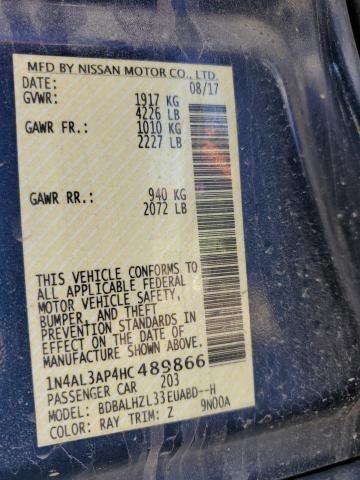 MFD BY NISSAN MOTOR CO., LTD.
DATE: 08/17
GVWR: 1917 KG
4226 LB
GAWR FR.: 1010 KG
2227 LB
GAWR RR.: 940 KG
2072 LB
THIS VEHICLE CONFORMS TO
ALL APPLICABLE FEDERAL
MOTOR VEHICLE SAFETY,
BUMPER, AND THEFT
PREVENTION STANDARDS IN
EFFECT ON THE DATE OF
MANUFACTURE SHOWN ABOVE.
1N4AL3AP4HC489866
PASSENGER CAR 203
MODEL: BDBALHZL33EUABD--H
COLOR: RAY TRIM: Z 9N00A